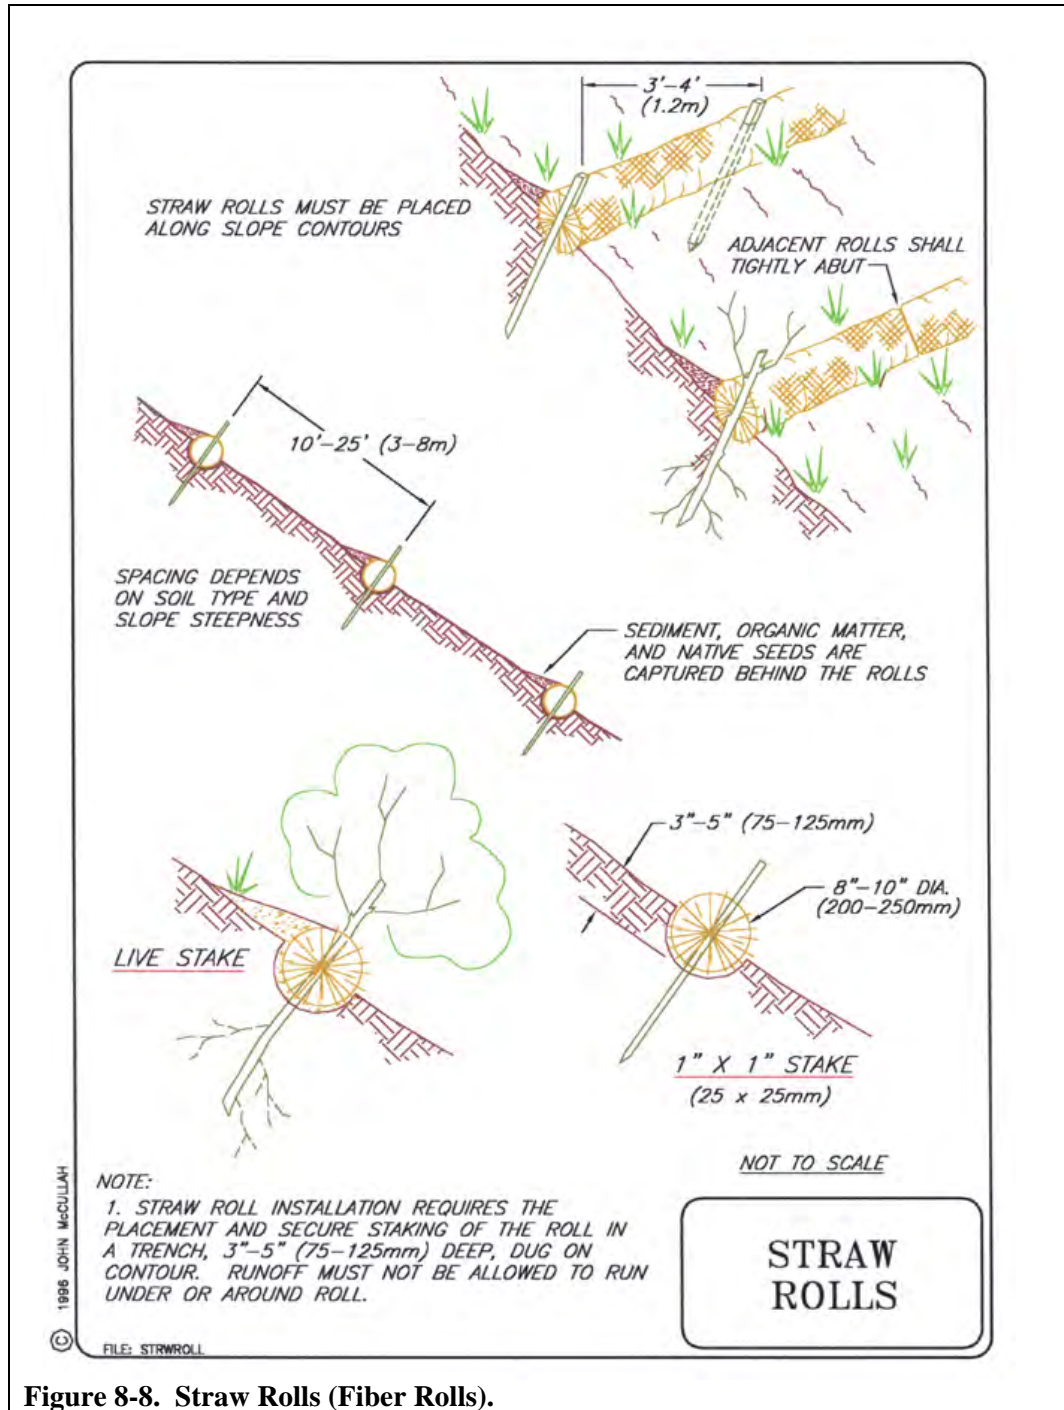 3'-4'
(1.2m)
STRAW ROLLS MUST BE PLACED
ALONG SLOPE CONTOURS
ADJACENT ROLLS SHALL
TIGHTLY ABUT
10'-25' (3-8m)
SPACING DEPENDS
ON SOIL TYPE AND
SLOPE STEEPNESS
SEDIMENT, ORGANIC MATTER,
AND NATIVE SEEDS ARE
CAPTURED BEHIND THE ROLLS
3"-5" (75-125mm)
8"-10" DIA.
(200-250mm)
LIVE STAKE
1" X 1" STAKE
(25 x 25mm)
NOT TO SCALE
NOTE:
1. STRAW ROLL INSTALLATION REQUIRES THE
PLACEMENT AND SECURE STAKING OF THE ROLL IN
A TRENCH, 3"-5" (75-125mm) DEEP, DUG ON
CONTOUR. RUNOFF MUST NOT BE ALLOWED TO RUN
UNDER OR AROUND ROLL.
STRAW
ROLLS
© 1996 JOHN McCULLAH
FILE: STRWROLL
Figure 8-8. Straw Rolls (Fiber Rolls).